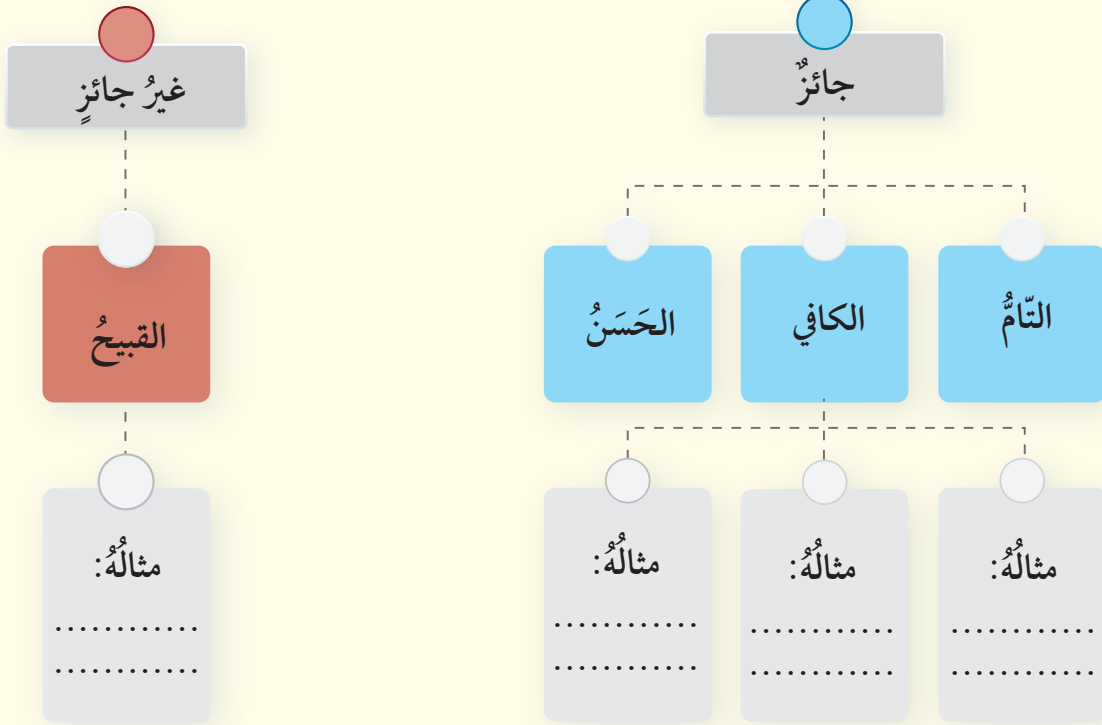 جائزٌ
غيرُ جائزٍ
التّامُّ
الكافي
الحَسَنُ
القبيحُ
مثالُهُ:
............
............
مثالُهُ:
............
............
مثالُهُ:
............
............
مثالُهُ:
............
............